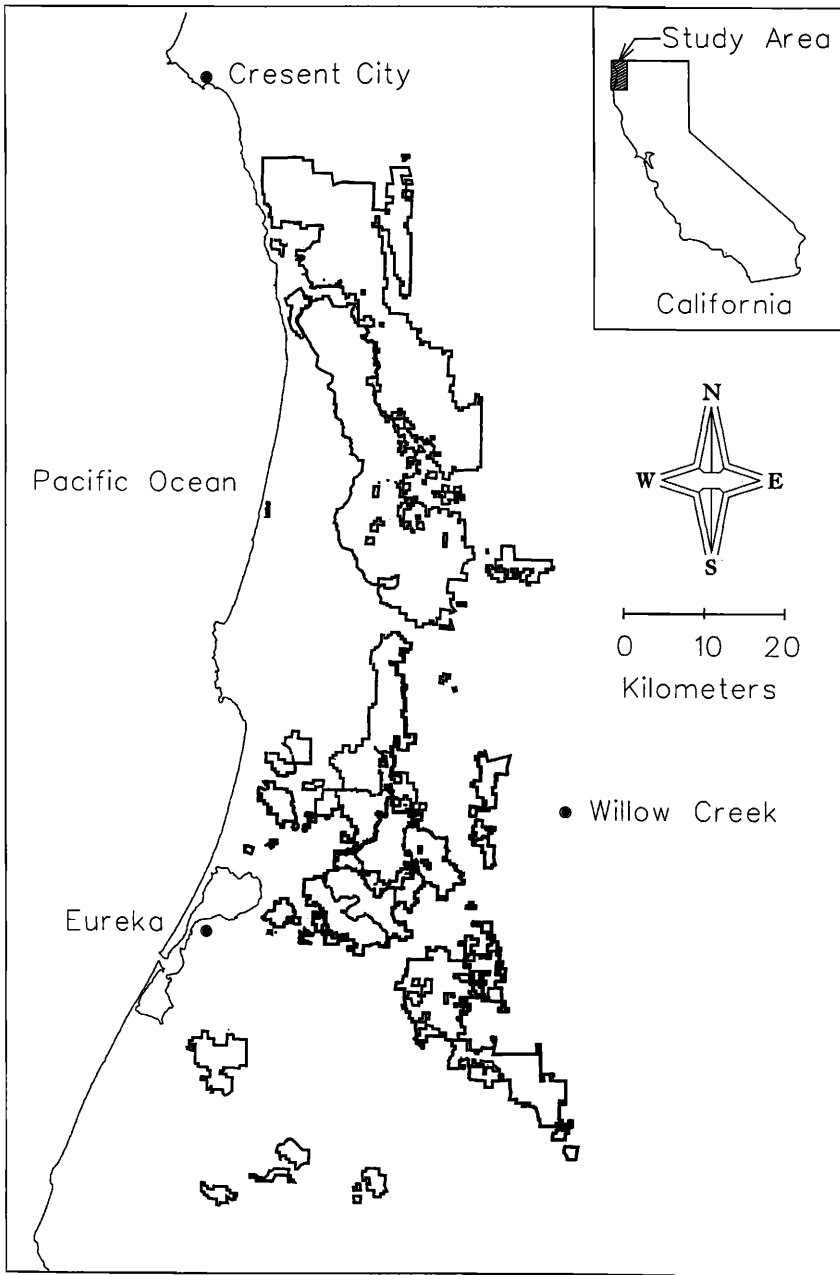 Cresent City
Study Area
California
N
W E
S
Pacific Ocean
0 10 20
Kilometers
Willow Creek
Eureka